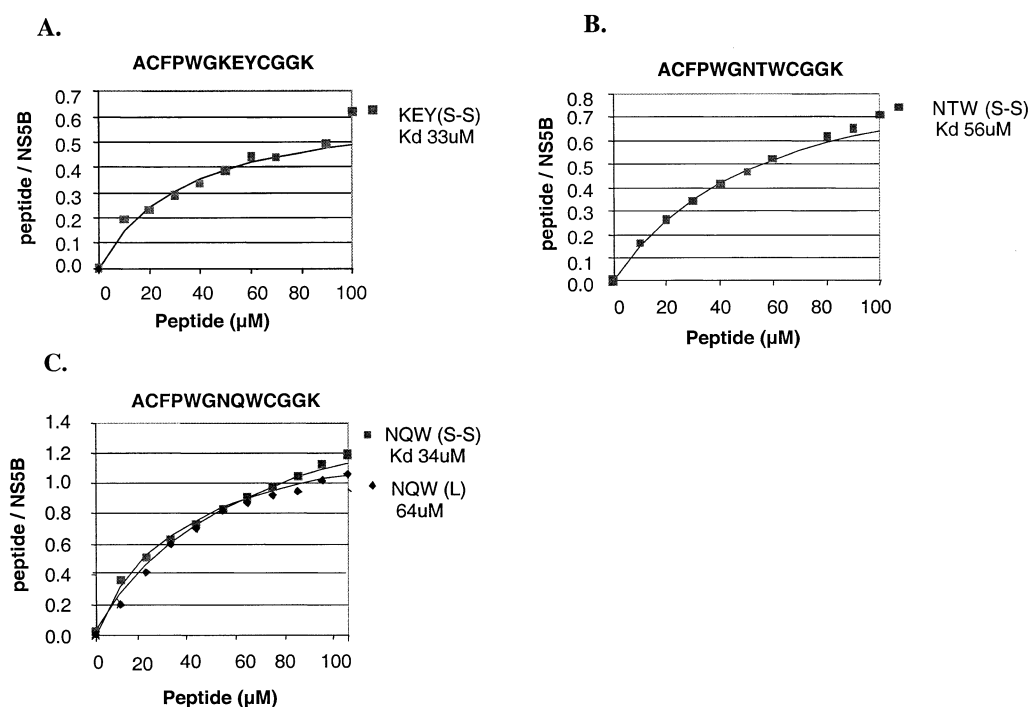 A.
ACFPWGKEYCGGK
0.7
0.6
0.5
0.4
0.3
0.2
0.1
0.0
peptide / NS5B
0
20
40
60
80
100
Peptide (µM)
KEY(S-S)
Kd 33uM
B.
ACFPWGNTWCGGK
0.8
0.7
0.6
0.5
0.4
0.3
0.2
0.1
0.0
peptide / NS5B
0
20
40
60
80
100
Peptide (µM)
NTW (S-S)
Kd 56uM
C.
ACFPWGNQWCGGK
1.4
1.2
1.0
0.8
0.6
0.4
0.2
0.0
peptide / NS5B
0
20
40
60
80
100
Peptide (µM)
NQW (S-S)
Kd 34uM
NQW (L)
64uM